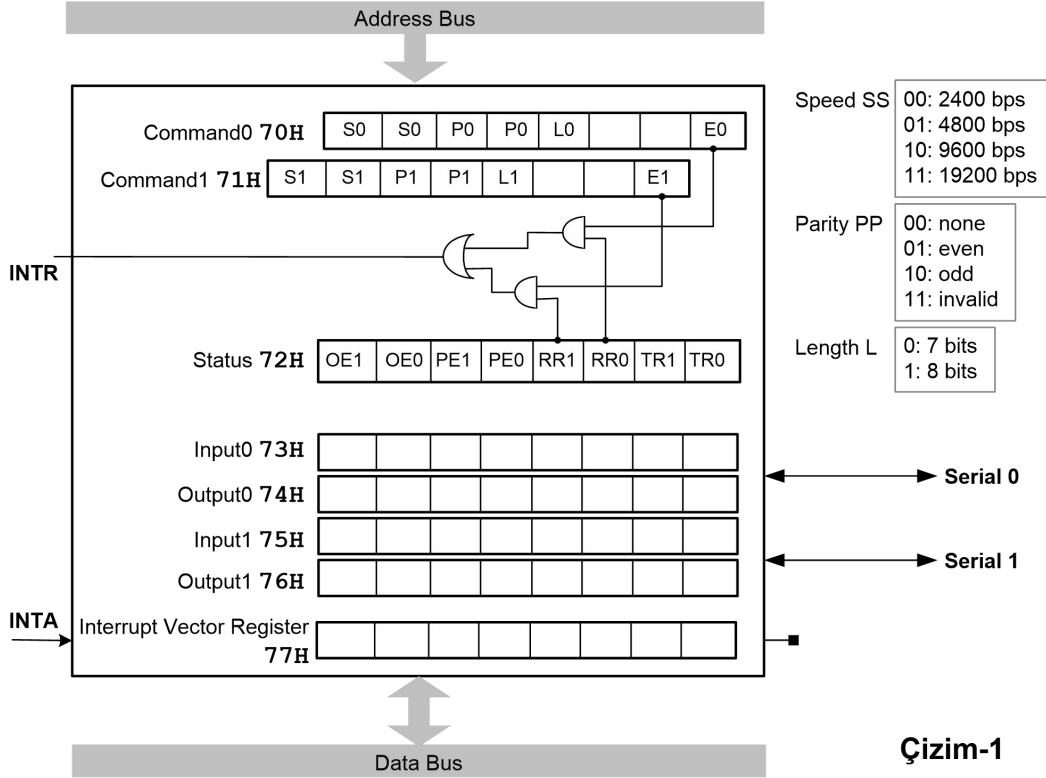 Address Bus
Command0 70H S0 S0 P0 P0 L0 E0
Command1 71H S1 S1 P1 P1 L1 E1
Speed SS
00: 2400 bps
01: 4800 bps
10: 9600 bps
11: 19200 bps
Parity PP
00: none
01: even
10: odd
11: invalid
INTR
Status 72H OE1 OE0 PE1 PE0 RR1 RR0 TR1 TR0
Length L
0: 7 bits
1: 8 bits
Input0 73H
Output0 74H
Serial 0
Input1 75H
Output1 76H
Serial 1
INTA
Interrupt Vector Register
77H
Data Bus
Çizim-1